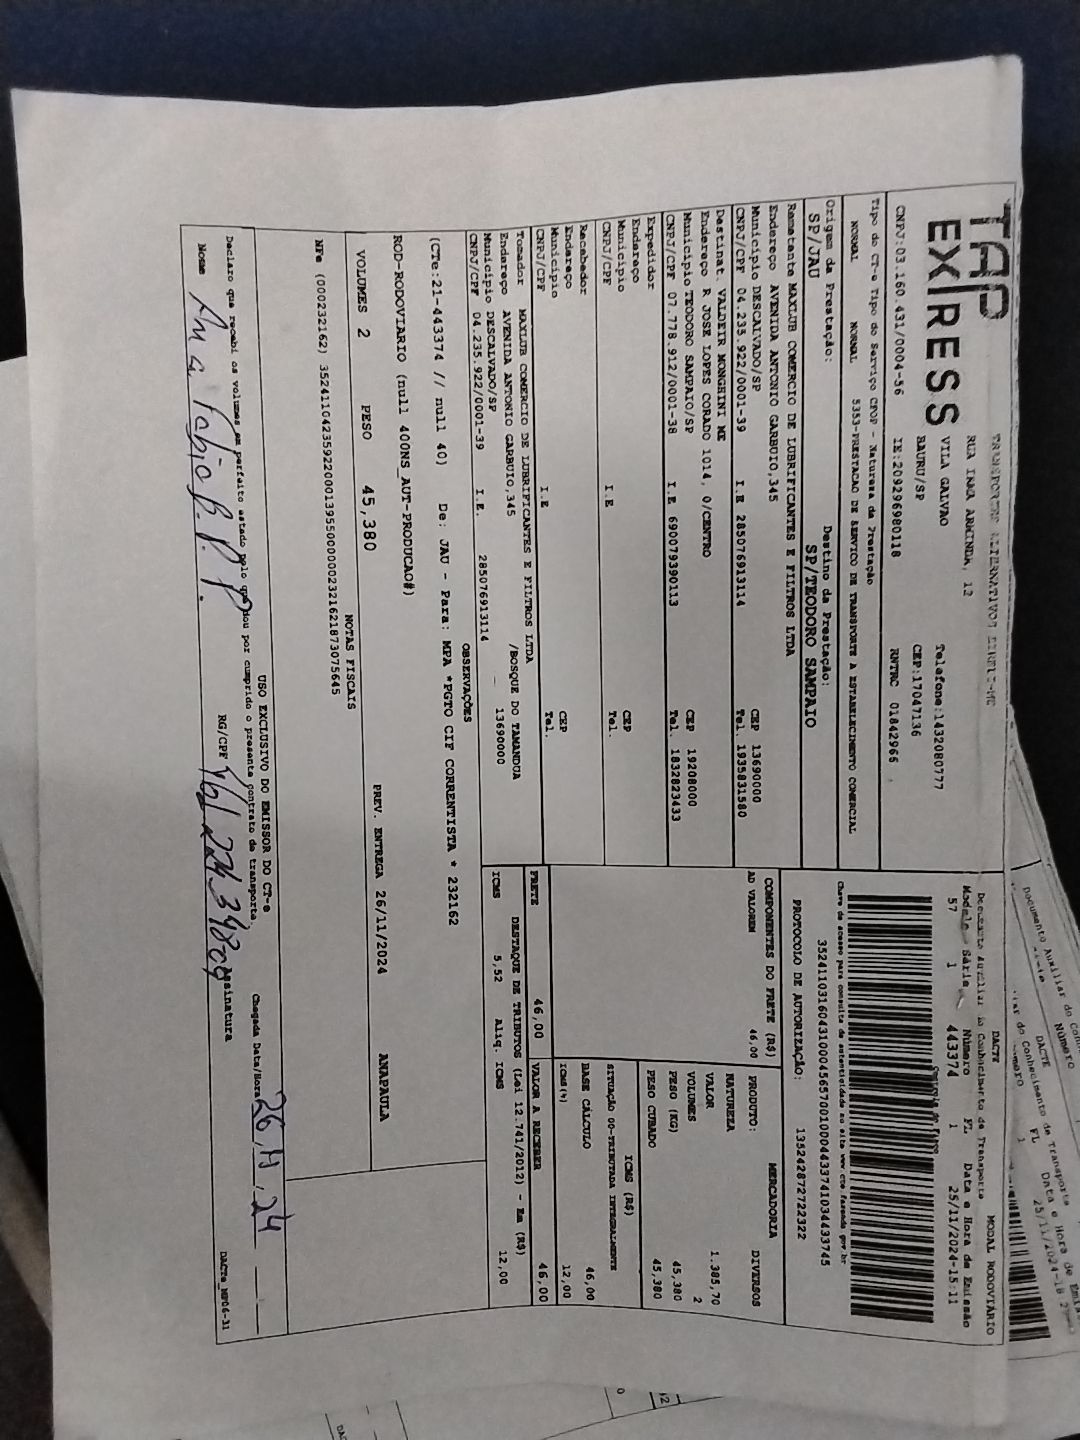 TAP EXPRESS
RUA IRMA ARMINDA, 12
VILA GALVAO
BAURU/SP
Telefone:1432080777
CEP:17047136
CNPJ:03.160.431/0004-56 IE:209296980118 RNTRC 01842965
Tipo do CT-e Tipo do Serviço CFOP - Natureza da Prestação
NORMAL NORMAL 5353-PRESTACAO DE SERVICO DE TRANSPORTE A ESTABELECIMENTO COMERCIAL
Origem da Prestação: Destino da Prestação:
SP/JAU SP/TEODORO SAMPAIO
DACTE MODAL RODOVIÁRIO
Documento Auxiliar do Conhecimento de Transporte
Modelo Série Número FL Data e Hora de Emissão
57 1 443374 1 25/11/2024-15:11
Chave de acesso para consulta de autenticidade no site www.cte.fazenda.gov.br
PROTOCOLO DE AUTORIZAÇÃO: 135242872722322
Remetente MAXLUB COMERCIO DE LUBRIFICANTES E FILTROS LTDA
Endereço AVENIDA ANTONIO GARBUIO,345
Município DESCALVADO/SP CEP 13690000
CNPJ/CPF 04.235.922/0001-39 I.E 285076913114 Tel. 1935831580
Destinat. VALDEIR MONGHINI ME
Endereço R JOSE LOPES CORADO 1014, 0/CENTRO
Município TEODORO SAMPAIO/SP CEP 19208000
CNPJ/CPF 07.778.912/0001-38 I.E 690079390113 Tel. 1832823433
Expedidor
Endereço
Município CEP
CNPJ/CPF I.E Tel.
Recebedor
Endereço
Município CEP
CNPJ/CPF I.E Tel.
Tomador MAXLUB COMERCIO DE LUBRIFICANTES E FILTROS LTDA
Endereço AVENIDA ANTONIO GARBUIO,345 /BOSQUE DO TAMANDUA
Município DESCALVADO/SP 13690000
CNPJ/CPF 04.235.922/0001-39 I.E. 285076913114
COMPONENTES DO FRETE (R$)
AD VALOREM 46,00
MERCADORIA
PRODUTO: DIVERSOS
NATUREZA
VALOR 1.385,70
VOLUMES 2
PESO (KG) 45,380
PESO CUBADO 45,380
ICMS (R$)
SITUAÇÃO 00-TRIBUTADA INTEGRALMENTE
BASE CÁLCULO 46,00
ICMS(%) 12,00
FRETE 46,00 VALOR A RECEBER 46,00
DESTAQUE DE TRIBUTOS (Lei 12.741/2012) - Em (R$)
ICMS 5,52 Aliq. ICMS 12,00
OBSERVAÇÕES
(CTe:21-443374 // null 40) De: JAU - Para: MPA *PGTO CIF CORRENTISTA * 232162
ROD-RODOVIARIO (null 400NS_AUT-PRODUCAO#)
VOLUMES 2 PESO 45,380 PREV. ENTREGA 26/11/2024 ANAPAULA
NOTAS FISCAIS
NFe (000232162) 35241104235922000139550000002321621873075645
USO EXCLUSIVO DO EMISSOR DO CT-e
Declaro que recebi os volumes em perfeito estado pelo que dou por cumprido o presente contrato de transporte.
Chegada Data/Hora 26,11,24
Nome RG/CPF Assinatura
DACTe_MP06-31